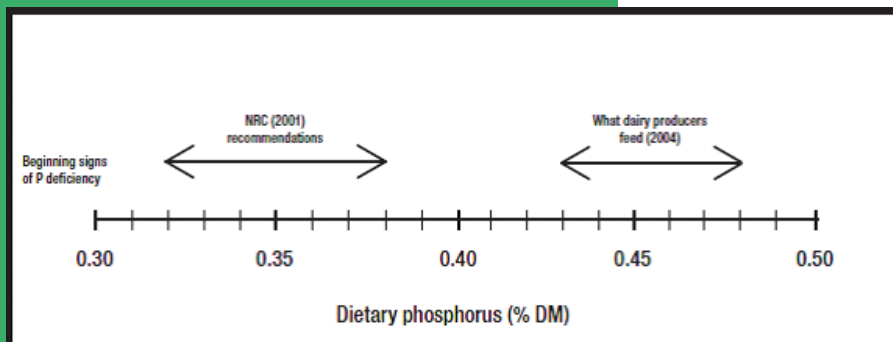 NRC (2001)
recommendations
What dairy producers
feed (2004)
Beginning signs
of P deficiency
0.30 0.35 0.40 0.45 0.50
Dietary phosphorus (% DM)